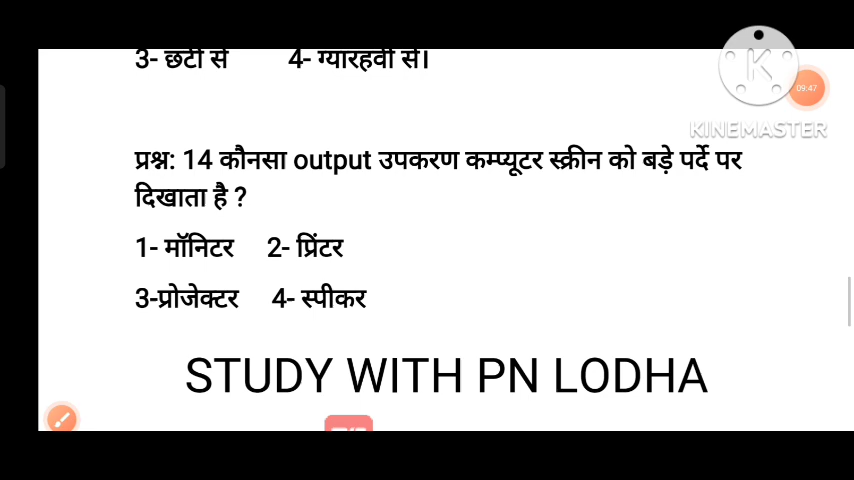 3- छटी से 4- ग्यारहवी से।
K
09:47
KINEMASTER
प्रश्न: 14 कौनसा output उपकरण कम्प्यूटर स्क्रीन को बड़े पर्दे पर
दिखाता है ?
1- मॉनिटर 2- प्रिंटर
3-प्रोजेक्टर 4- स्पीकर
STUDY WITH PN LODHA